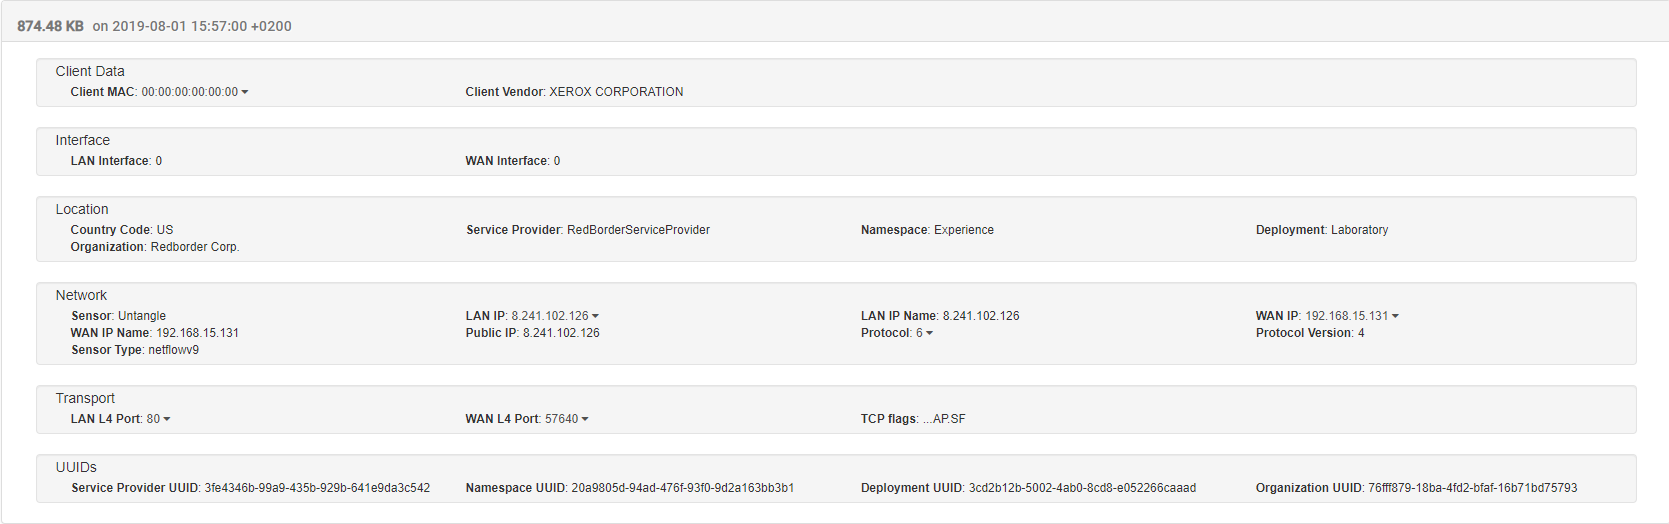 874.48 KB on 2019-08-01 15:57:00 +0200
Client Data
Client MAC: 00:00:00:00:00:00 Client Vendor: XEROX CORPORATION
Interface
LAN Interface: 0 WAN Interface: 0
Location
Country Code: US Service Provider: RedBorderServiceProvider Namespace: Experience Deployment: Laboratory
Organization: Redborder Corp.
Network
Sensor: Untangle LAN IP: 8.241.102.126 LAN IP Name: 8.241.102.126 WAN IP: 192.168.15.131
WAN IP Name: 192.168.15.131 Public IP: 8.241.102.126 Protocol: 6 Protocol Version: 4
Sensor Type: netflowv9
Transport
LAN L4 Port: 80 WAN L4 Port: 57640 TCP flags: ...AP.SF
UUIDs
Service Provider UUID: 3fe4346b-99a9-435b-929b-641e9da3c542 Namespace UUID: 20a9805d-94ad-476f-93f0-9d2a163bb3b1 Deployment UUID: 3cd2b12b-5002-4ab0-8cd8-e052266caaad Organization UUID: 76fff879-18ba-4fd2-bfaf-16b71bd75793